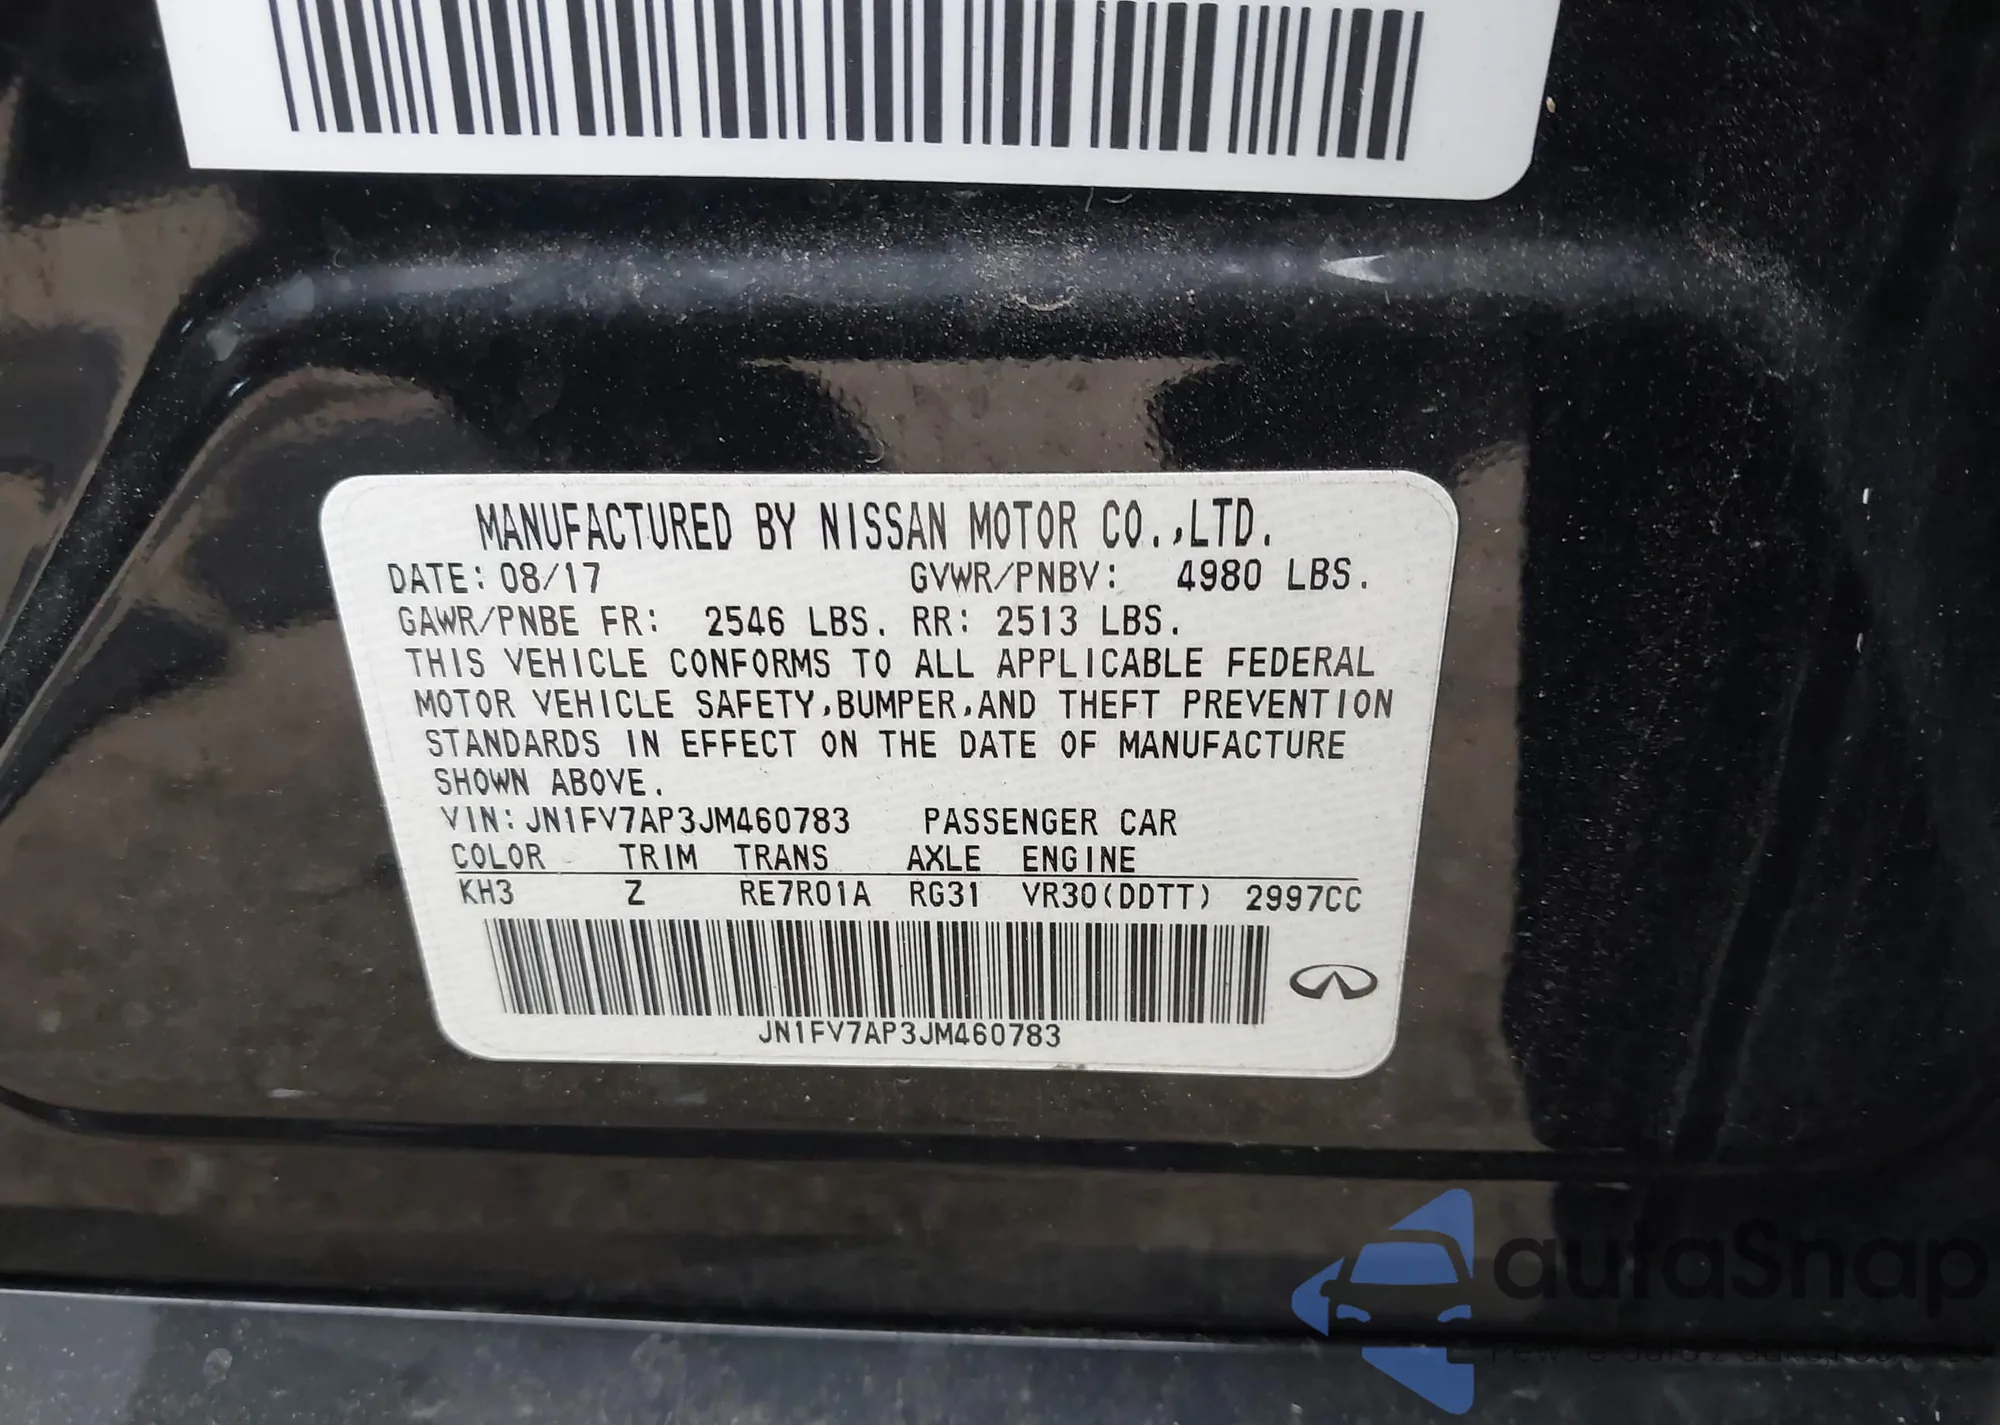 MANUFACTURED BY NISSAN MOTOR CO.,LTD.
DATE: 08/17 GVWR/PNBV: 4980 LBS.
GAWR/PNBE FR: 2546 LBS. RR: 2513 LBS.
THIS VEHICLE CONFORMS TO ALL APPLICABLE FEDERAL
MOTOR VEHICLE SAFETY,BUMPER,AND THEFT PREVENTION
STANDARDS IN EFFECT ON THE DATE OF MANUFACTURE
SHOWN ABOVE.
VIN: JN1FV7AP3JM460783 PASSENGER CAR
COLOR TRIM TRANS AXLE ENGINE
KH3 Z RE7R01A RG31 VR30(DDTT) 2997CC
JN1FV7AP3JM460783
autoSnap